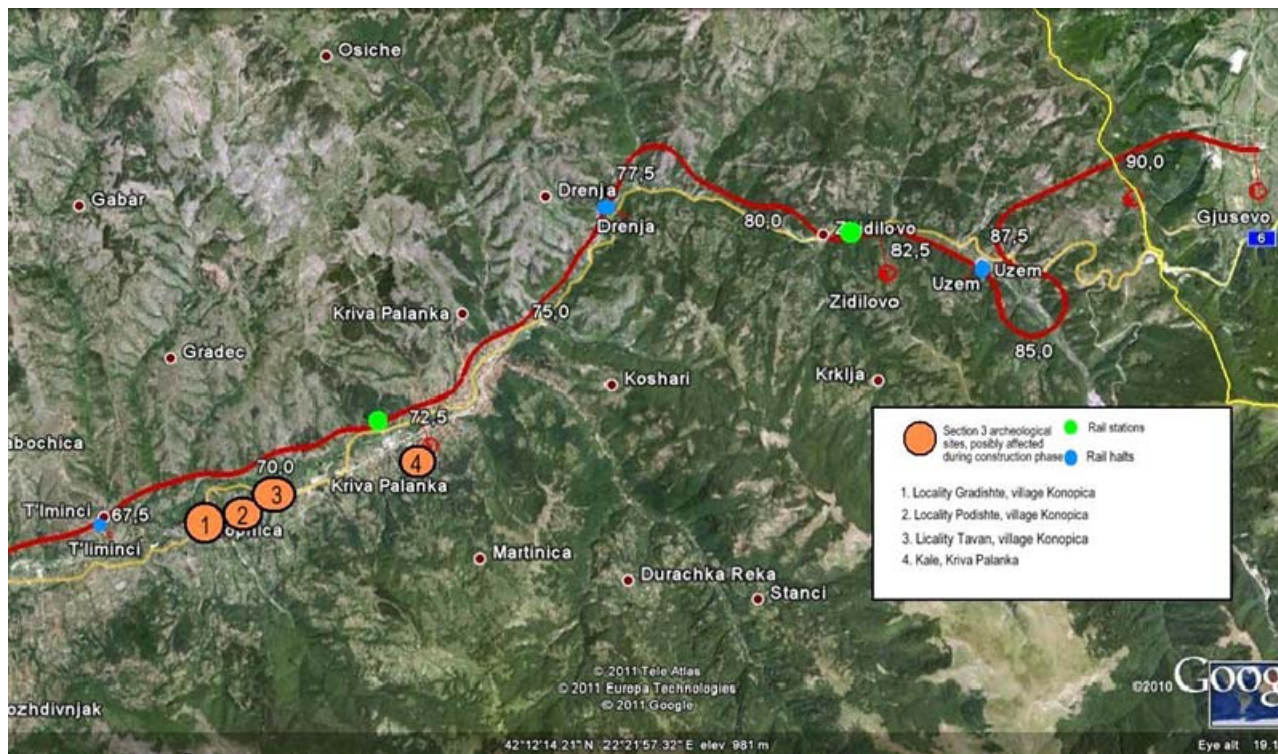 Osiche
77,5
90,0
Drenja
Gabar
Drenja
80,0
Zidilovo
87,5
Gjusevo
6
82,5
Uzem
Uzem
Zidilovo
Kriva Palanka
75,0
85,0
Gradec
Koshari
Krklja
72,5
abochica
70,0
4
Kriva Palanka
3
2
1
T'Iminci
67,5
T'Iiminci
opnica
Martinica
Durachka Reka
Stanci
Section 3 archeological
sites, posibly affected
during construction phase
Rail stations
Rail halts
1. Locality Gradishte, village Konopica
2. Locality Podishte, village Konopica
3. Licality Tavan, village Konopica
4. Kale, Kriva Palanka
ozhdivnjak
© 2011 Tele Atlas
© 2011 Europa Technologies
© 2011 Google
©2010
Goog
42°12'14.21" N 22°21'57.32" E elev 981 m
Eye alt 19.1